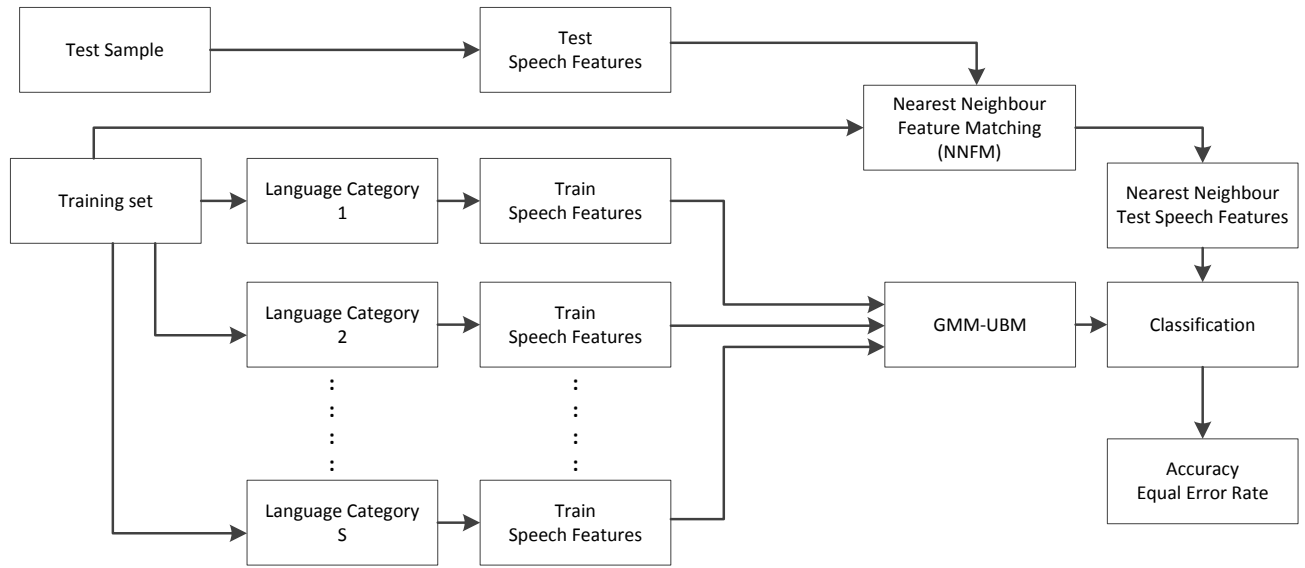 Test Sample
Test
Speech Features
Nearest Neighbour
Feature Matching
(NNFM)
Training set
Language Category
1
Train
Speech Features
Nearest Neighbour
Test Speech Features
Language Category
2
Train
Speech Features
GMM-UBM
Classification
Language Category
S
Train
Speech Features
Accuracy
Equal Error Rate